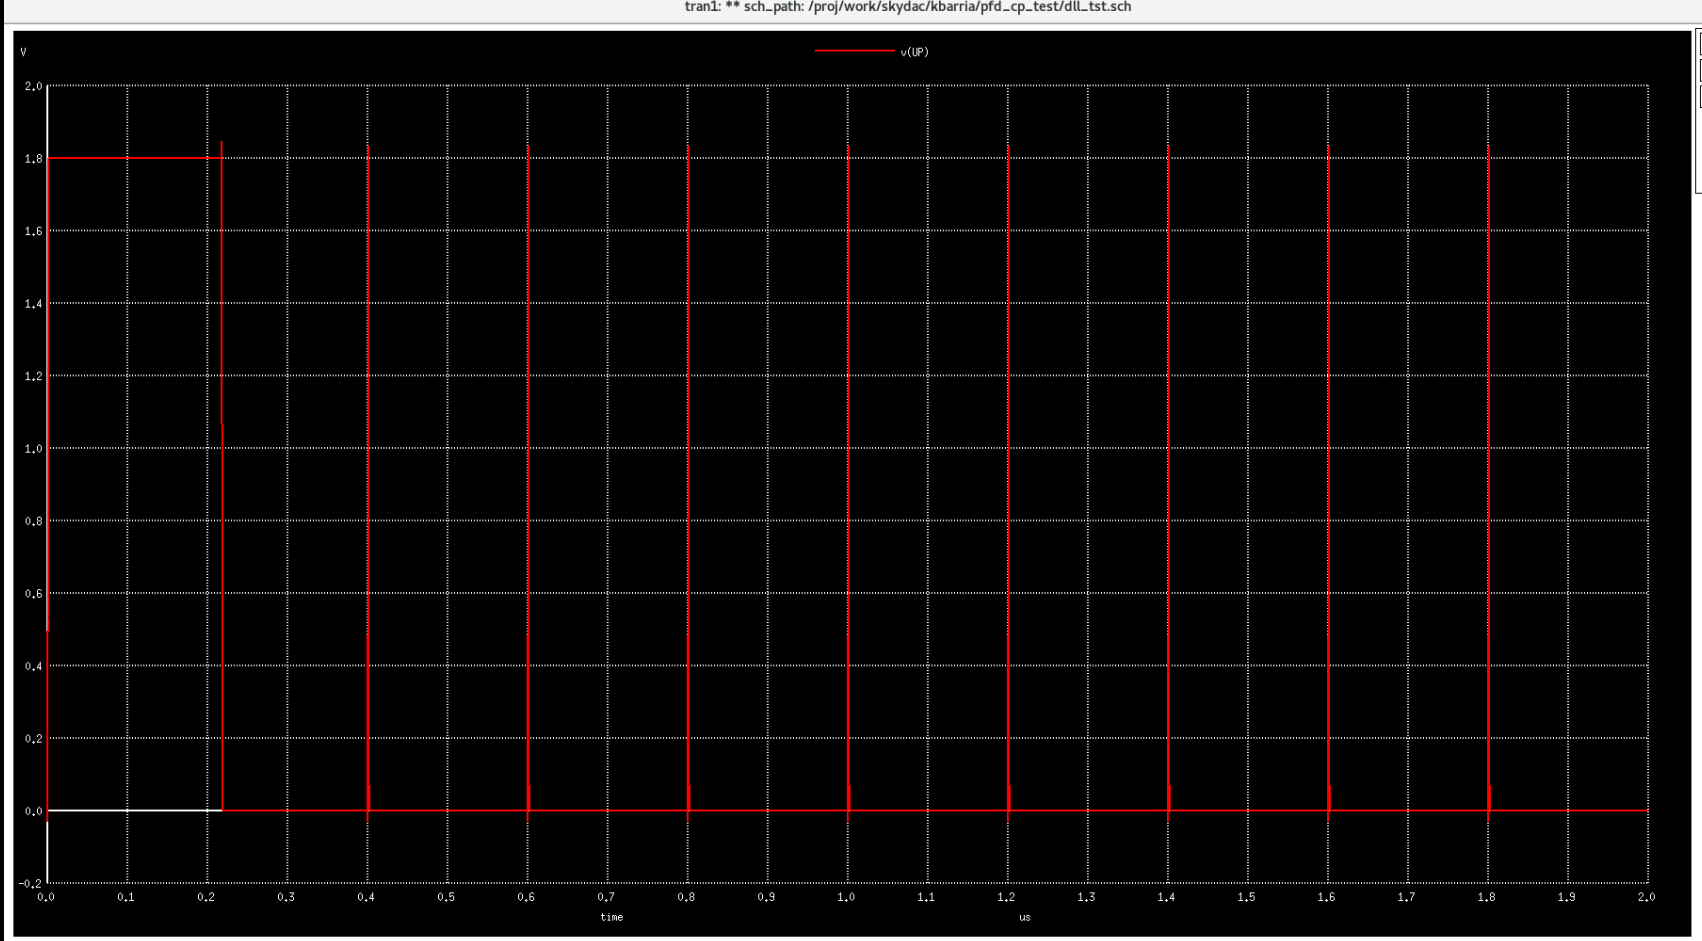 tran1: ** sch_path: /proj/work/skydac/kbarria/pfd_cp_test/dll_tst.sch
V
v(UP)
2.0
1.8
1.6
1.4
1.2
1.0
0.8
0.6
0.4
0.2
0.0
-0.2
0.0 0.1 0.2 0.3 0.4 0.5 0.6 0.7 0.8 0.9 1.0 1.1 1.2 1.3 1.4 1.5 1.6 1.7 1.8 1.9 2.0
time us